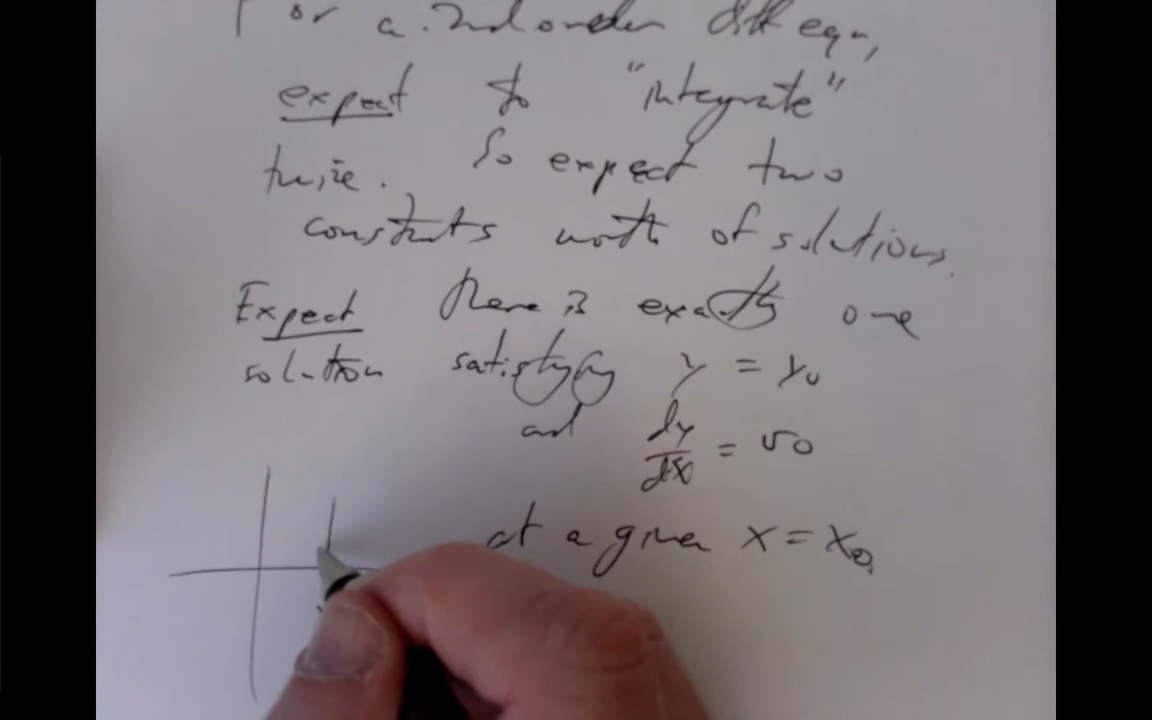 For a 2nd order diff eqn,
expect to "integrate"
twice. So expect two
constants worth of solutions.
Expect there is exactly one
solution satisfying y = y0
and dy/dx = v0
at a given x = x0.